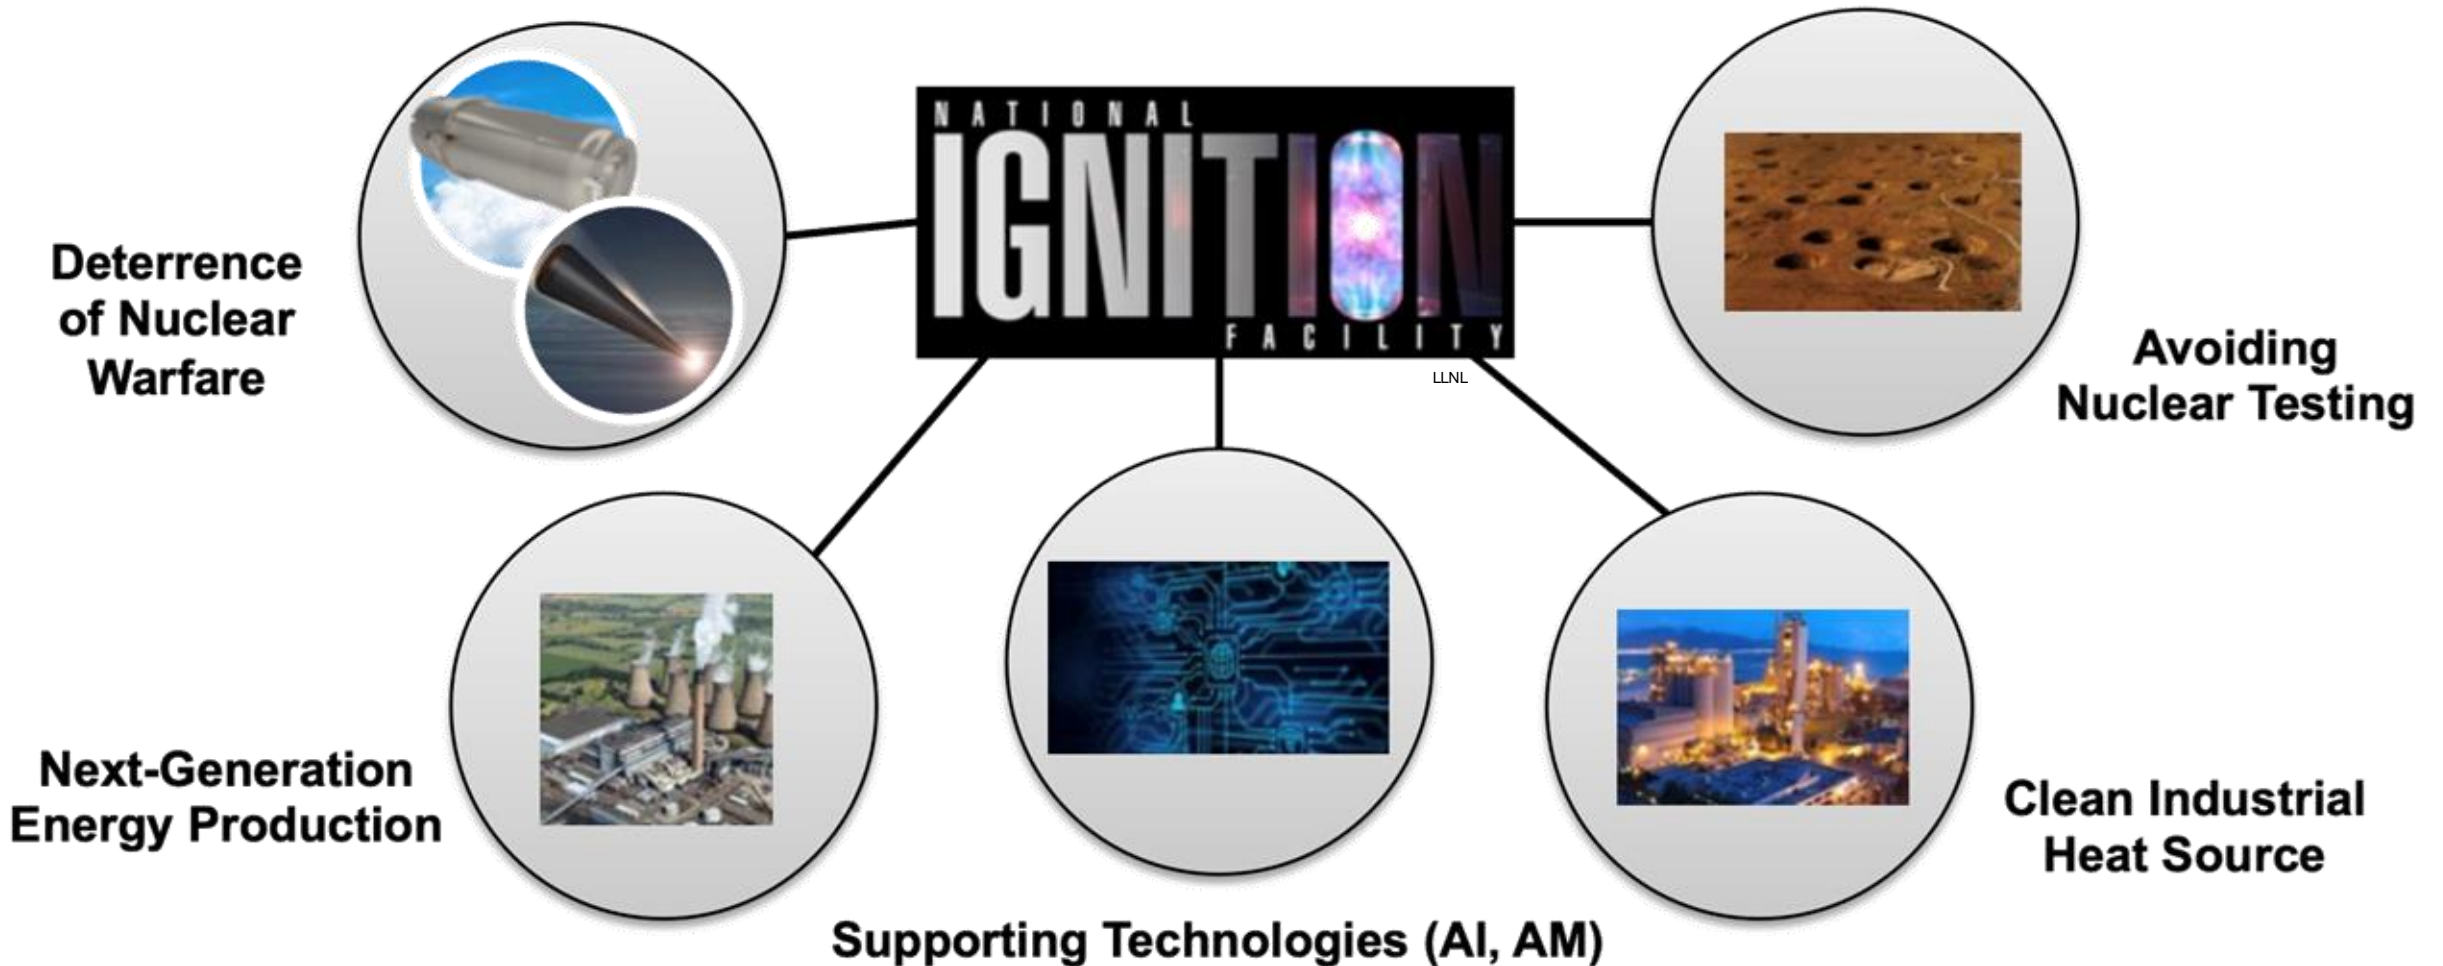 NATIONAL
IGNITION
FACILITY
LLNL
Deterrence
of Nuclear
Warfare
Avoiding
Nuclear Testing
Next-Generation
Energy Production
Clean Industrial
Heat Source
Supporting Technologies (AI, AM)